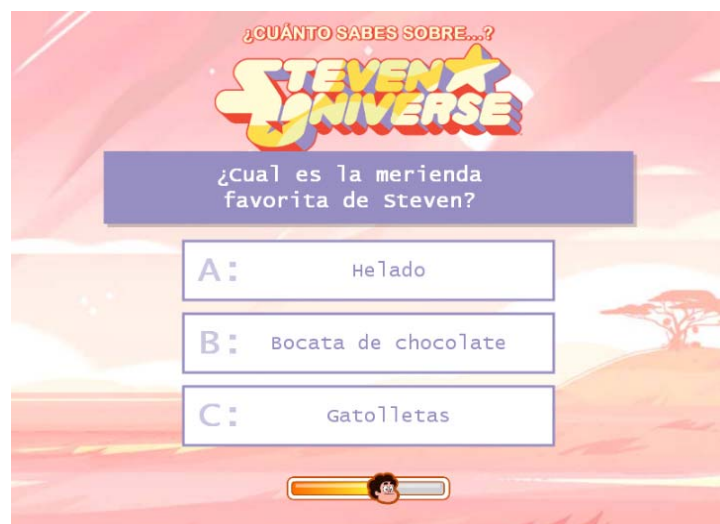 ¿CUÁNTO SABES SOBRE...?
STEVEN
UNIVERSE
¿Cual es la merienda
favorita de Steven?
A: Helado
B: Bocata de chocolate
C: Gatolletas